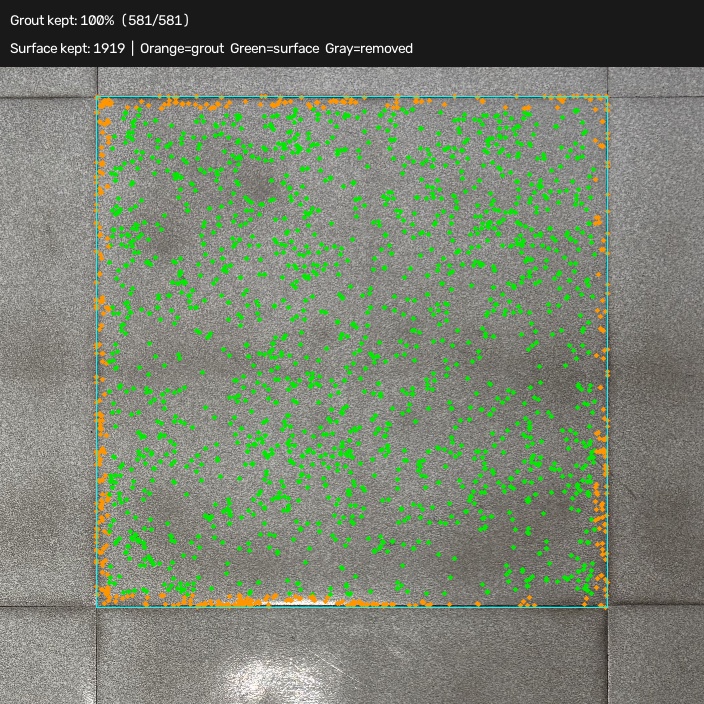 Grout kept: 100% (581/581)
Surface kept: 1919 | Orange=grout Green=surface Gray=removed